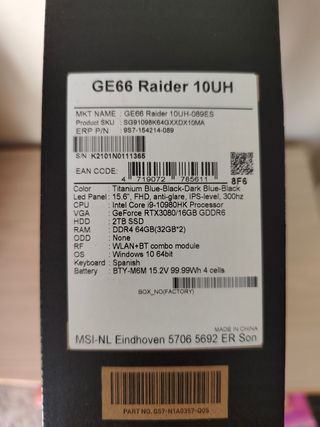 GE66 Raider 10UH
MKT NAME : GE66 Raider 10UH-089ES
Product SKU : SG91098K64GXXDX10MA
ERP P/N : 9S7-154214-089
S/N: K2101N0111365
EAN CODE: 4 719072 765611
8F6
Color : Titanium Blue-Black-Dark Blue-Black
LCD Panel : 15.6", FHD, anti-glare, IPS-level, 300hz
CPU : Intel Core i9-10980HK Processor
VGA : GeForce RTX3080/16GB GDDR6
HDD : 2TB SSD
RAM : DDR4 64GB(32GB*2)
ODD : None
RF : WLAN+BT combo module
OS : Windows 10 64bit
Keyboard : Spanish
Battery : BTY-M6M 15.2V 99.99Wh 4 cells
BOX_NO(FACTORY)
MADE IN CHINA
MSI-NL Eindhoven 5706 5692 ER Son
PART NO. G57-N1A0357-Q05